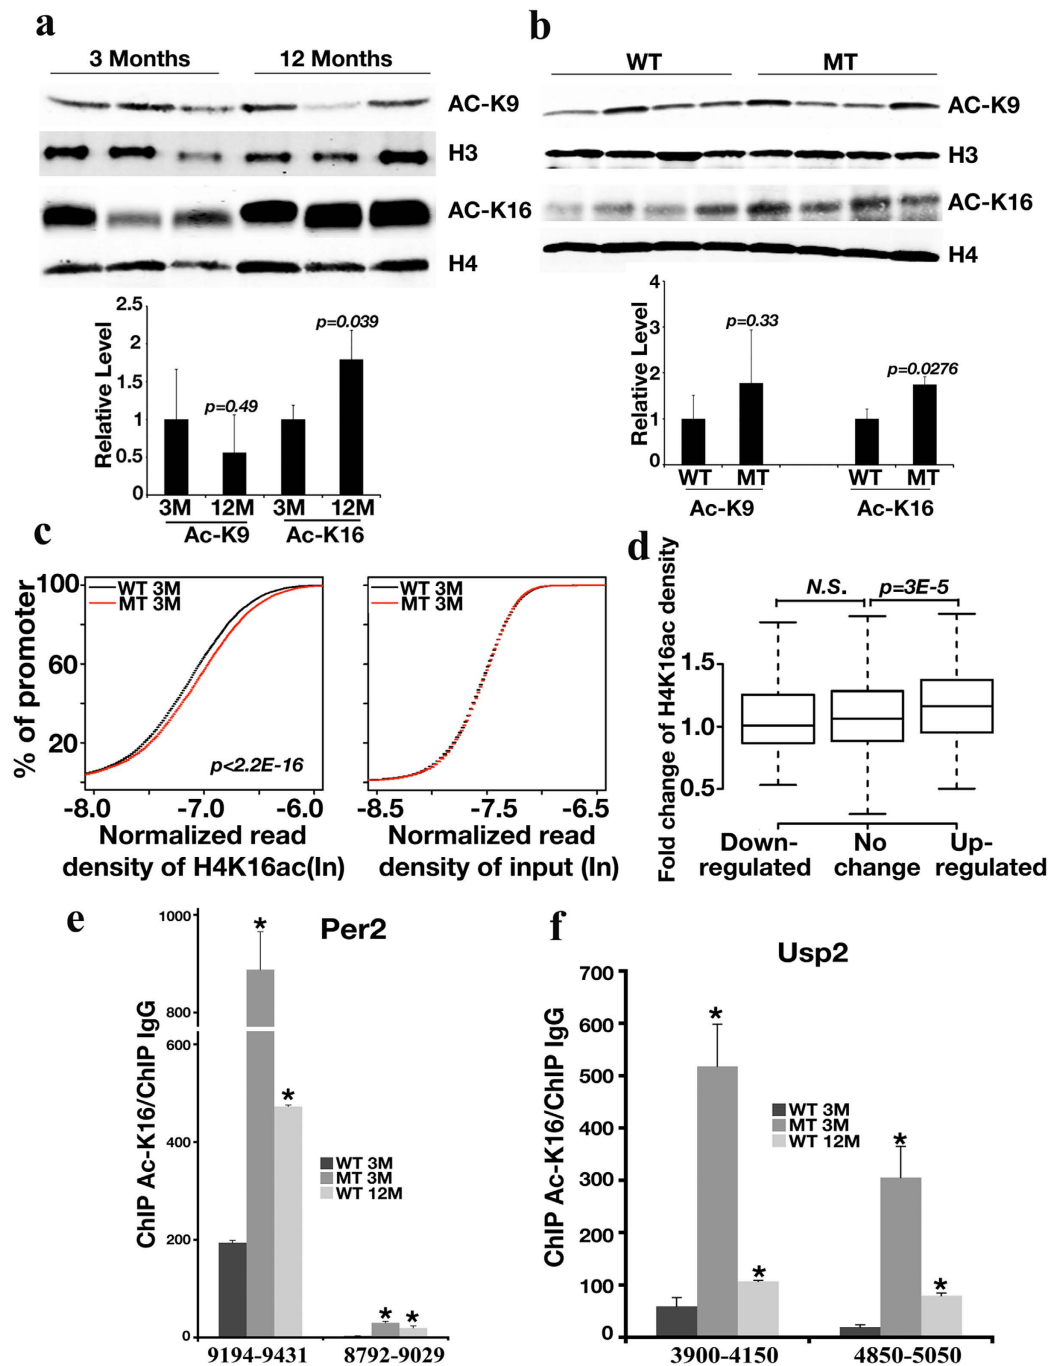 a
3 Months 12 Months
AC-K9
H3
AC-K16
H4
2.5
2
1.5
1
0.5
0
Relative Level
p=0.49
p=0.039
3M 12M 3M 12M
Ac-K9 Ac-K16
b
WT MT
AC-K9
H3
AC-K16
H4
4
3
2
1
0
Relative Level
p=0.33
p=0.0276
WT MT WT MT
Ac-K9 Ac-K16
c
% of promoter
100
60
20
WT 3M
MT 3M
p<2.2E-16
-8.0 -7.0 -6.0
Normalized read
density of H4K16ac(ln)
WT 3M
MT 3M
-8.5 -7.5 -6.5
Normalized read
density of input (ln)
d
Fold change of H4K16ac density
N.S. p=3E-5
1.5
1.0
0.5
Down-
regulated
No
change
Up-
regulated
e
Per2
ChIP Ac-K16/ChIP IgG
1000
800
600
400
200
0
*
*
* *
WT 3M
MT 3M
WT 12M
9194-9431 8792-9029
f
Usp2
ChIP Ac-K16/ChIP IgG
700
600
500
400
300
200
100
0
*
*
*
*
WT 3M
MT 3M
WT 12M
3900-4150 4850-5050